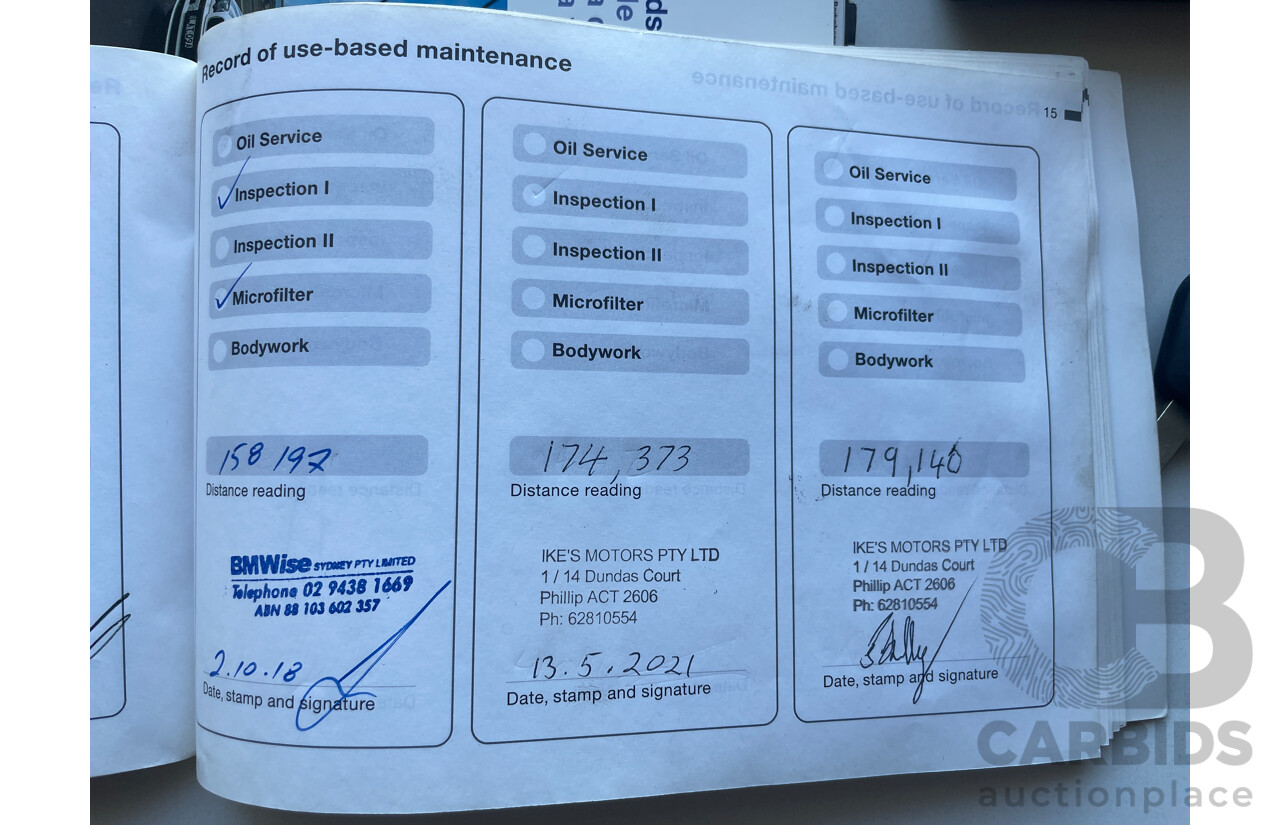 Record of use-based maintenance
15
Oil Service
Inspection I
Inspection II
Microfilter
Bodywork
158 197
Distance reading
BMWise SYDNEY PTY LIMITED
Telephone 02 9438 1669
ABN 88 103 602 357
2.10.18
Date, stamp and signature
Oil Service
Inspection I
Inspection II
Microfilter
Bodywork
174,373
Distance reading
IKE'S MOTORS PTY LTD
1 / 14 Dundas Court
Phillip ACT 2606
Ph: 62810554
13.5.2021
Date, stamp and signature
Oil Service
Inspection I
Inspection II
Microfilter
Bodywork
179,140
Distance reading
IKE'S MOTORS PTY LTD
1 / 14 Dundas Court
Phillip ACT 2606
Ph: 62810554
Date, stamp and signature
CARBIDS
auctionplace